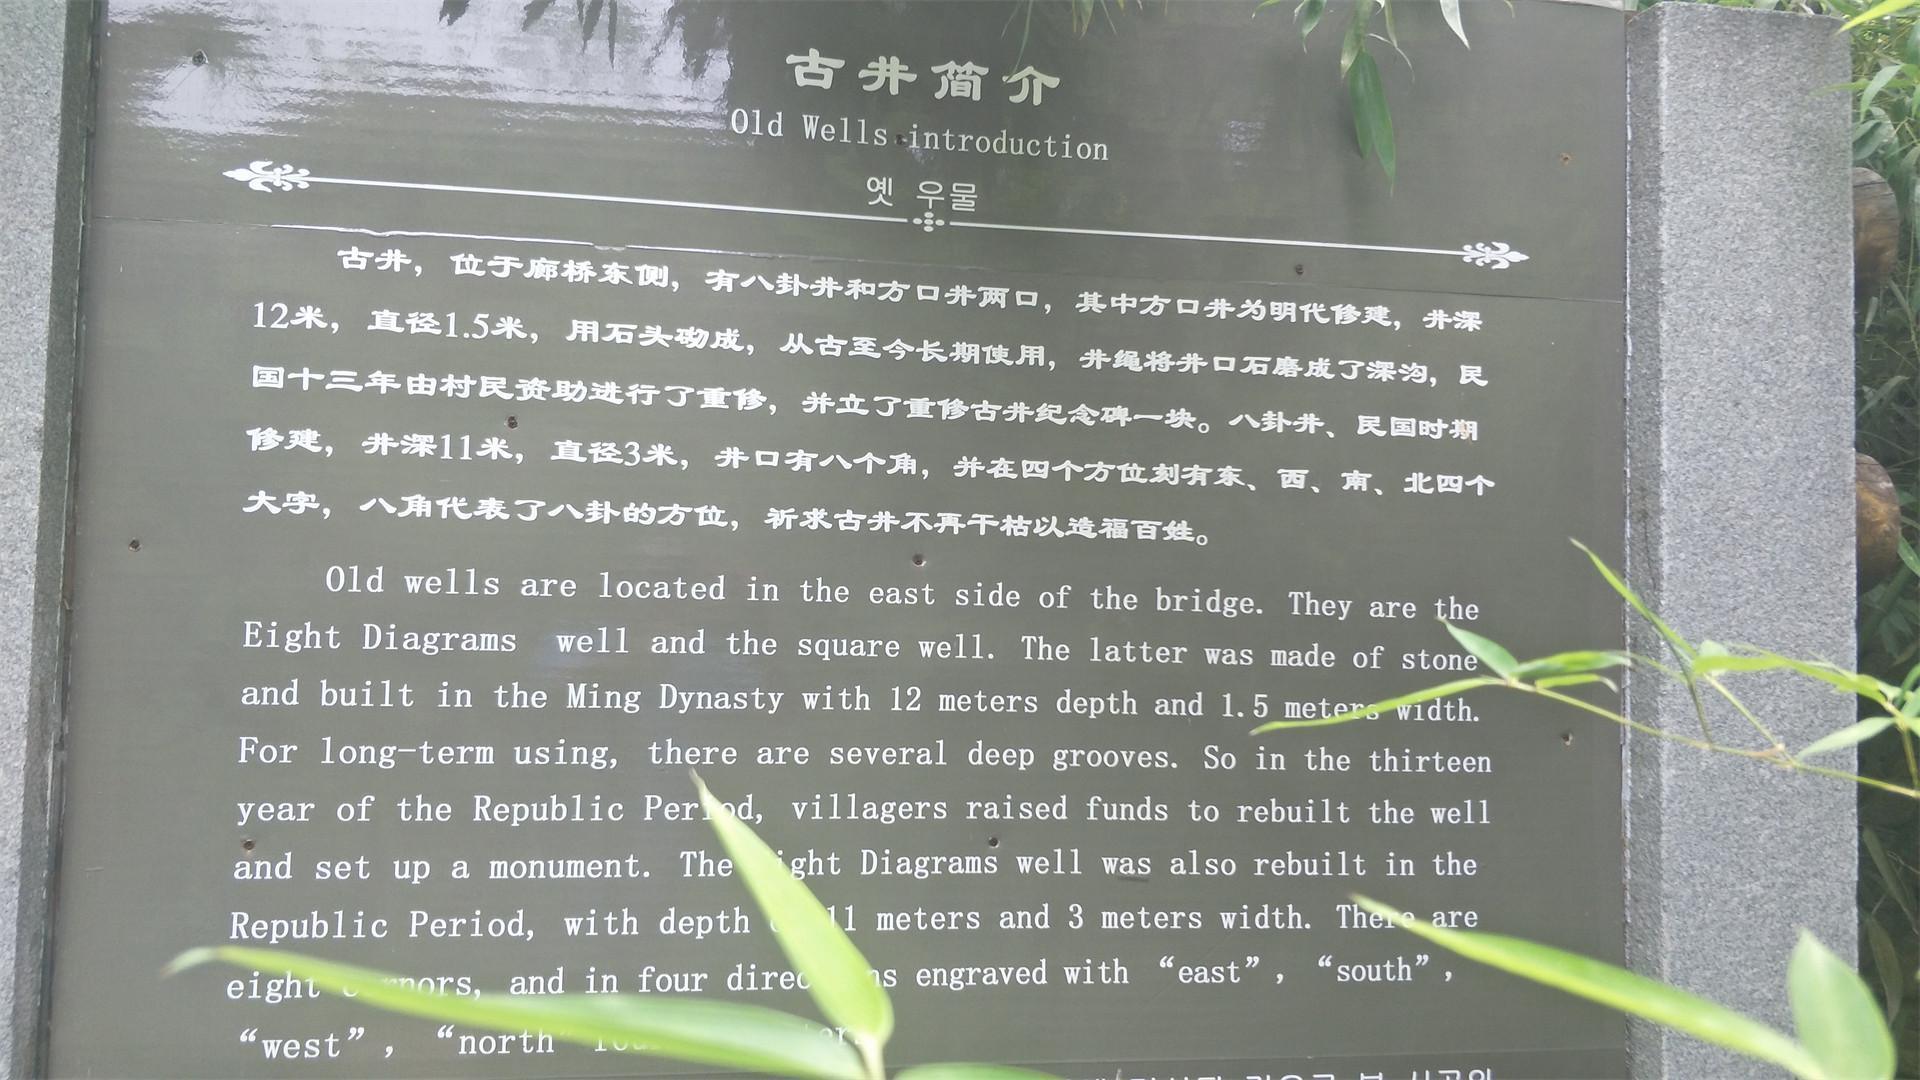 古井简介
Old Wells introduction
옛 우물
古井，位于廊桥东侧，有八卦井和方口井两口，其中方口井为明代修建，井深
12米，直径1.5米，用石头砌成，从古至今长期使用，井绳将井口石磨成了深沟，民
国十三年由村民资助进行了重修，并立了重修古井纪念碑一块。八卦井、民国时期
修建，井深11米，直径3米，井口有八个角，并在四个方位刻有东、西、南、北四个
大字，八角代表了八卦的方位，祈求古井不再干枯以造福百姓。
Old wells are located in the east side of the bridge. They are the
Eight Diagrams well and the square well. The latter was made of stone
and built in the Ming Dynasty with 12 meters depth and 1.5 meters width.
For long-term using, there are several deep grooves. So in the thirteen
year of the Republic Period, villagers raised funds to rebuilt the well
and set up a monument. The Diagrams well was also rebuilt in the
Republic Period, with depth 11 meters and 3 meters width. There are
eight and in four engraved with “east”, “south”,
“west”, “north”